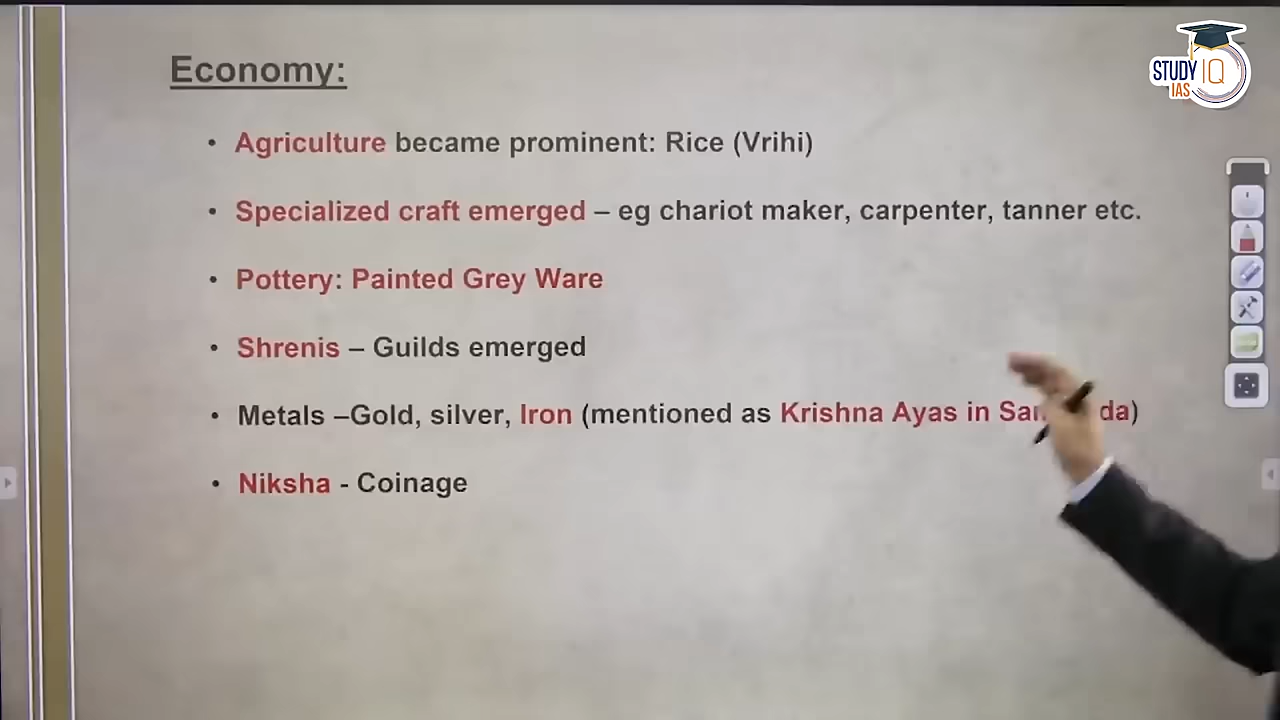 STUDY IQ
IAS
Economy:
• Agriculture became prominent: Rice (Vrihi)
• Specialized craft emerged – eg chariot maker, carpenter, tanner etc.
• Pottery: Painted Grey Ware
• Shrenis – Guilds emerged
• Metals –Gold, silver, Iron (mentioned as Krishna Ayas in
• Niksha - Coinage